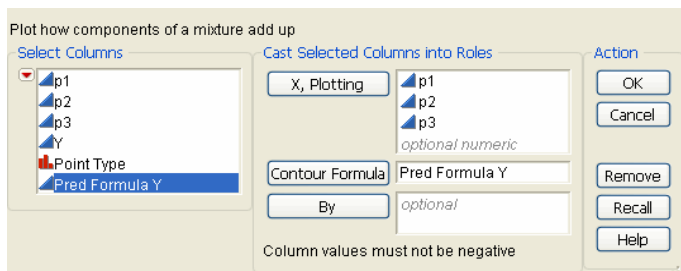 Plot how components of a mixture add up
Select Columns
p1
p2
p3
Y
Point Type
Pred Formula Y
Cast Selected Columns into Roles
X, Plotting
p1
p2
p3
optional numeric
Contour Formula
Pred Formula Y
By
optional
Column values must not be negative
Action
OK
Cancel
Remove
Recall
Help